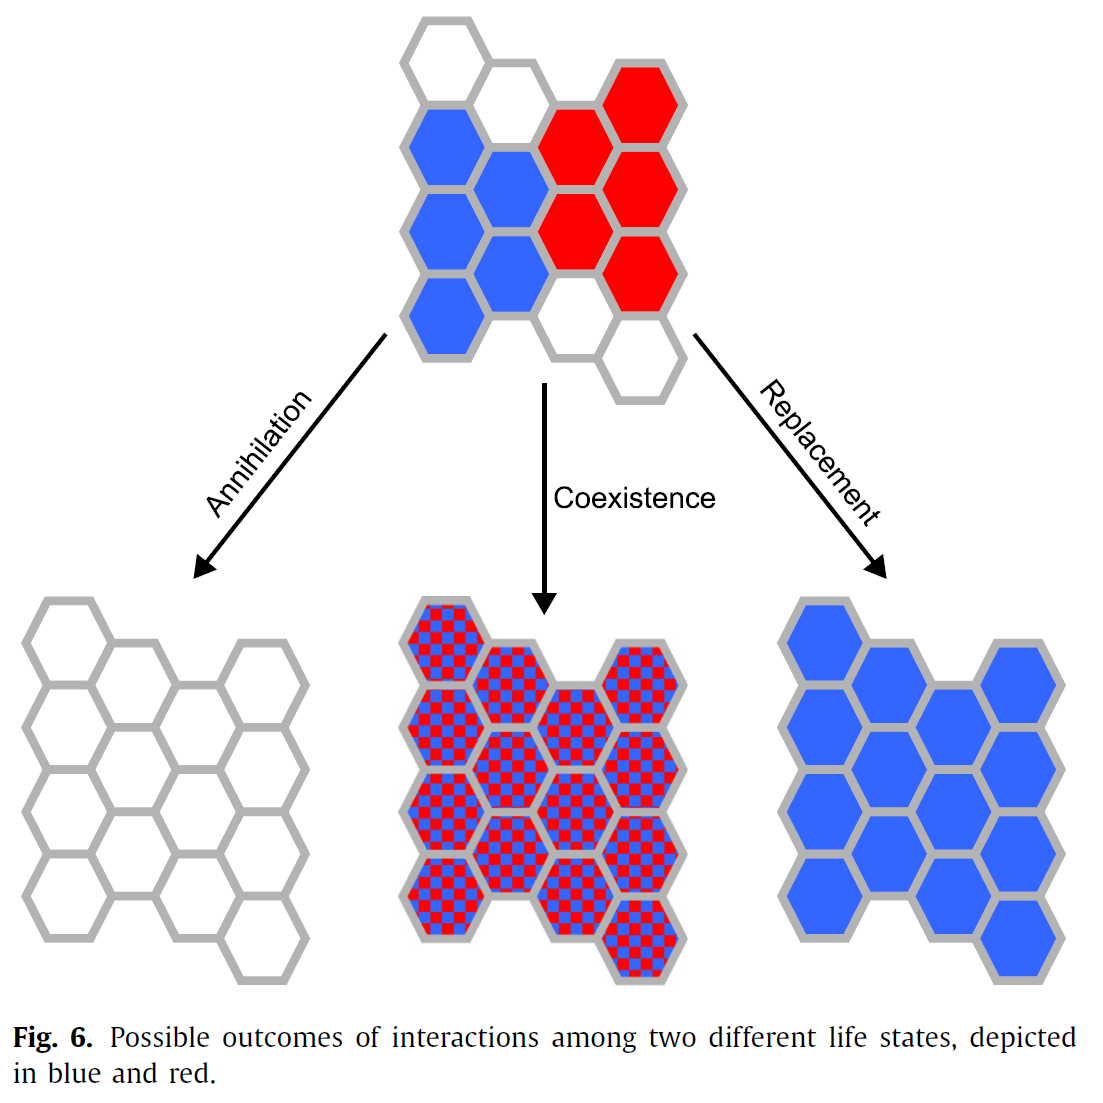 Annihilation
Coexistence
Replacement
Fig. 6. Possible outcomes of interactions among two different life states, depicted
in blue and red.